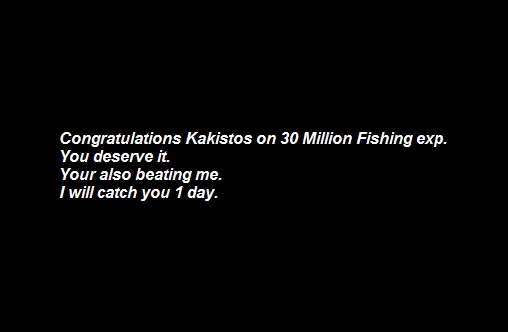 Congratulations Kakistos on 30 Million Fishing exp.
You deserve it.
Your also beating me.
I will catch you 1 day.